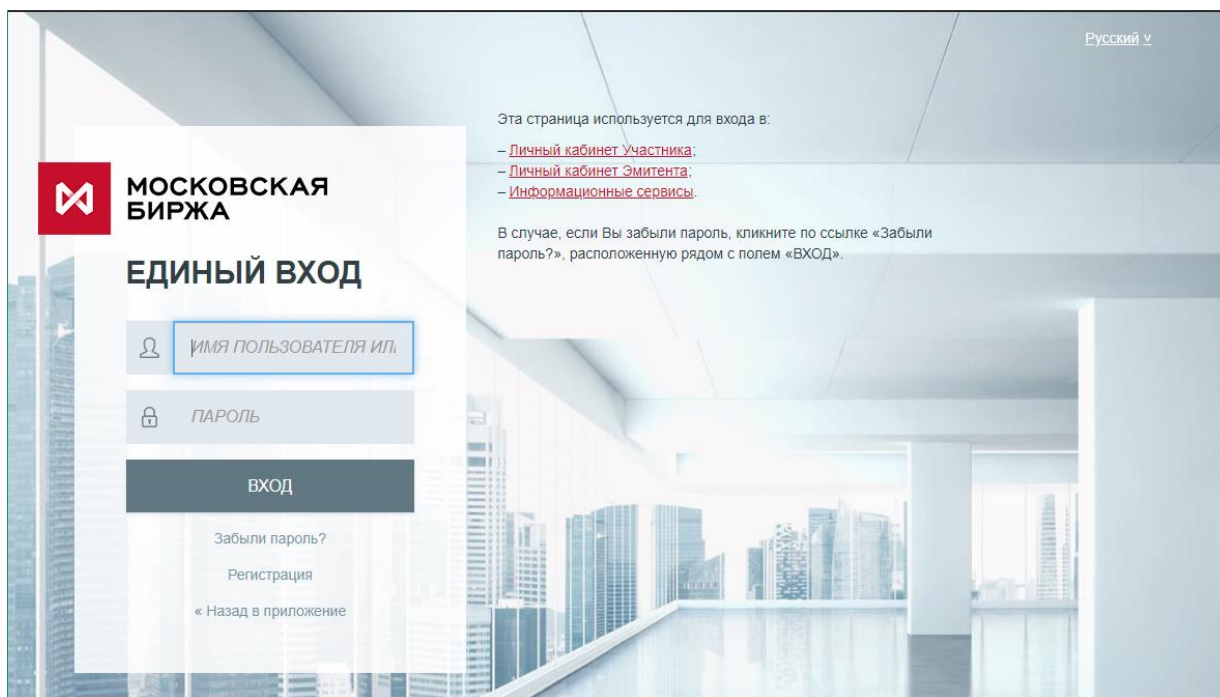 Русский v
Эта страница используется для входа в:
– Личный кабинет Участника;
– Личный кабинет Эмитента;
– Информационные сервисы.
В случае, если Вы забыли пароль, кликните по ссылке «Забыли
пароль?», расположенную рядом с полем «ВХОД».
МОСКОВСКАЯ
БИРЖА
ЕДИНЫЙ ВХОД
ИМЯ ПОЛЬЗОВАТЕЛЯ ИЛ
ПАРОЛЬ
ВХОД
Забыли пароль?
Регистрация
« Назад в приложение